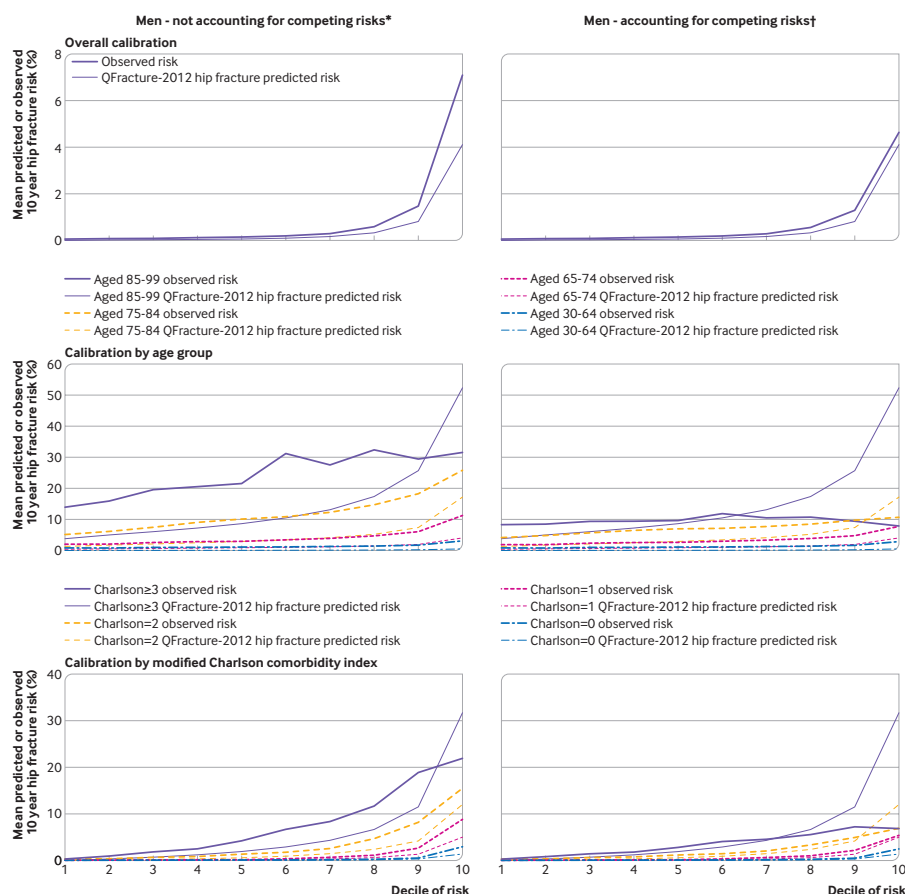 Men - not accounting for competing risks*
Men - accounting for competing risks†
Overall calibration
Mean predicted or observed
10 year hip fracture risk (%)
8
6
4
2
0
Observed risk
QFracture-2012 hip fracture predicted risk
Aged 85-99 observed risk
Aged 85-99 QFracture-2012 hip fracture predicted risk
Aged 75-84 observed risk
Aged 75-84 QFracture-2012 hip fracture predicted risk
Aged 65-74 observed risk
Aged 65-74 QFracture-2012 hip fracture predicted risk
Aged 30-64 observed risk
Aged 30-64 QFracture-2012 hip fracture predicted risk
Calibration by age group
Mean predicted or observed
10 year hip fracture risk (%)
60
50
40
30
20
10
0
Charlson≥3 observed risk
Charlson≥3 QFracture-2012 hip fracture predicted risk
Charlson=2 observed risk
Charlson=2 QFracture-2012 hip fracture predicted risk
Charlson=1 observed risk
Charlson=1 QFracture-2012 hip fracture predicted risk
Charlson=0 observed risk
Charlson=0 QFracture-2012 hip fracture predicted risk
Calibration by modified Charlson comorbidity index
Mean predicted or observed
10 year hip fracture risk (%)
40
30
20
10
0
1 2 3 4 5 6 7 8 9 10
Decile of risk
1 2 3 4 5 6 7 8 9 10
Decile of risk